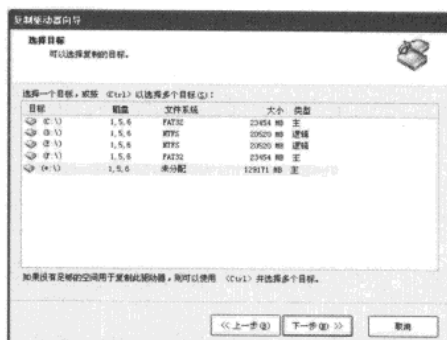 复制驱动器向导
选择目标
可以选择复制的目标。
选择一个目标，或按 <Ctrl> 以选择多个目标(S):
目标 磁盘 文件系统 大小 类型
(C:\) 1,5,6 FAT32 23454 MB 主
1,5,6 NTFS 20520 MB 逻辑
1,5,6 NTFS 20520 MB 逻辑
(F:\) 1,5,6 FAT32 23454 MB 主
(*:\) 1,5,6 未分配 129171 MB 主
如果没有足够的空间用于复制此驱动器，则可以使用 <Ctrl> 并选择多个目标。
<< 上一步(B) 下一步(N) >> 取消